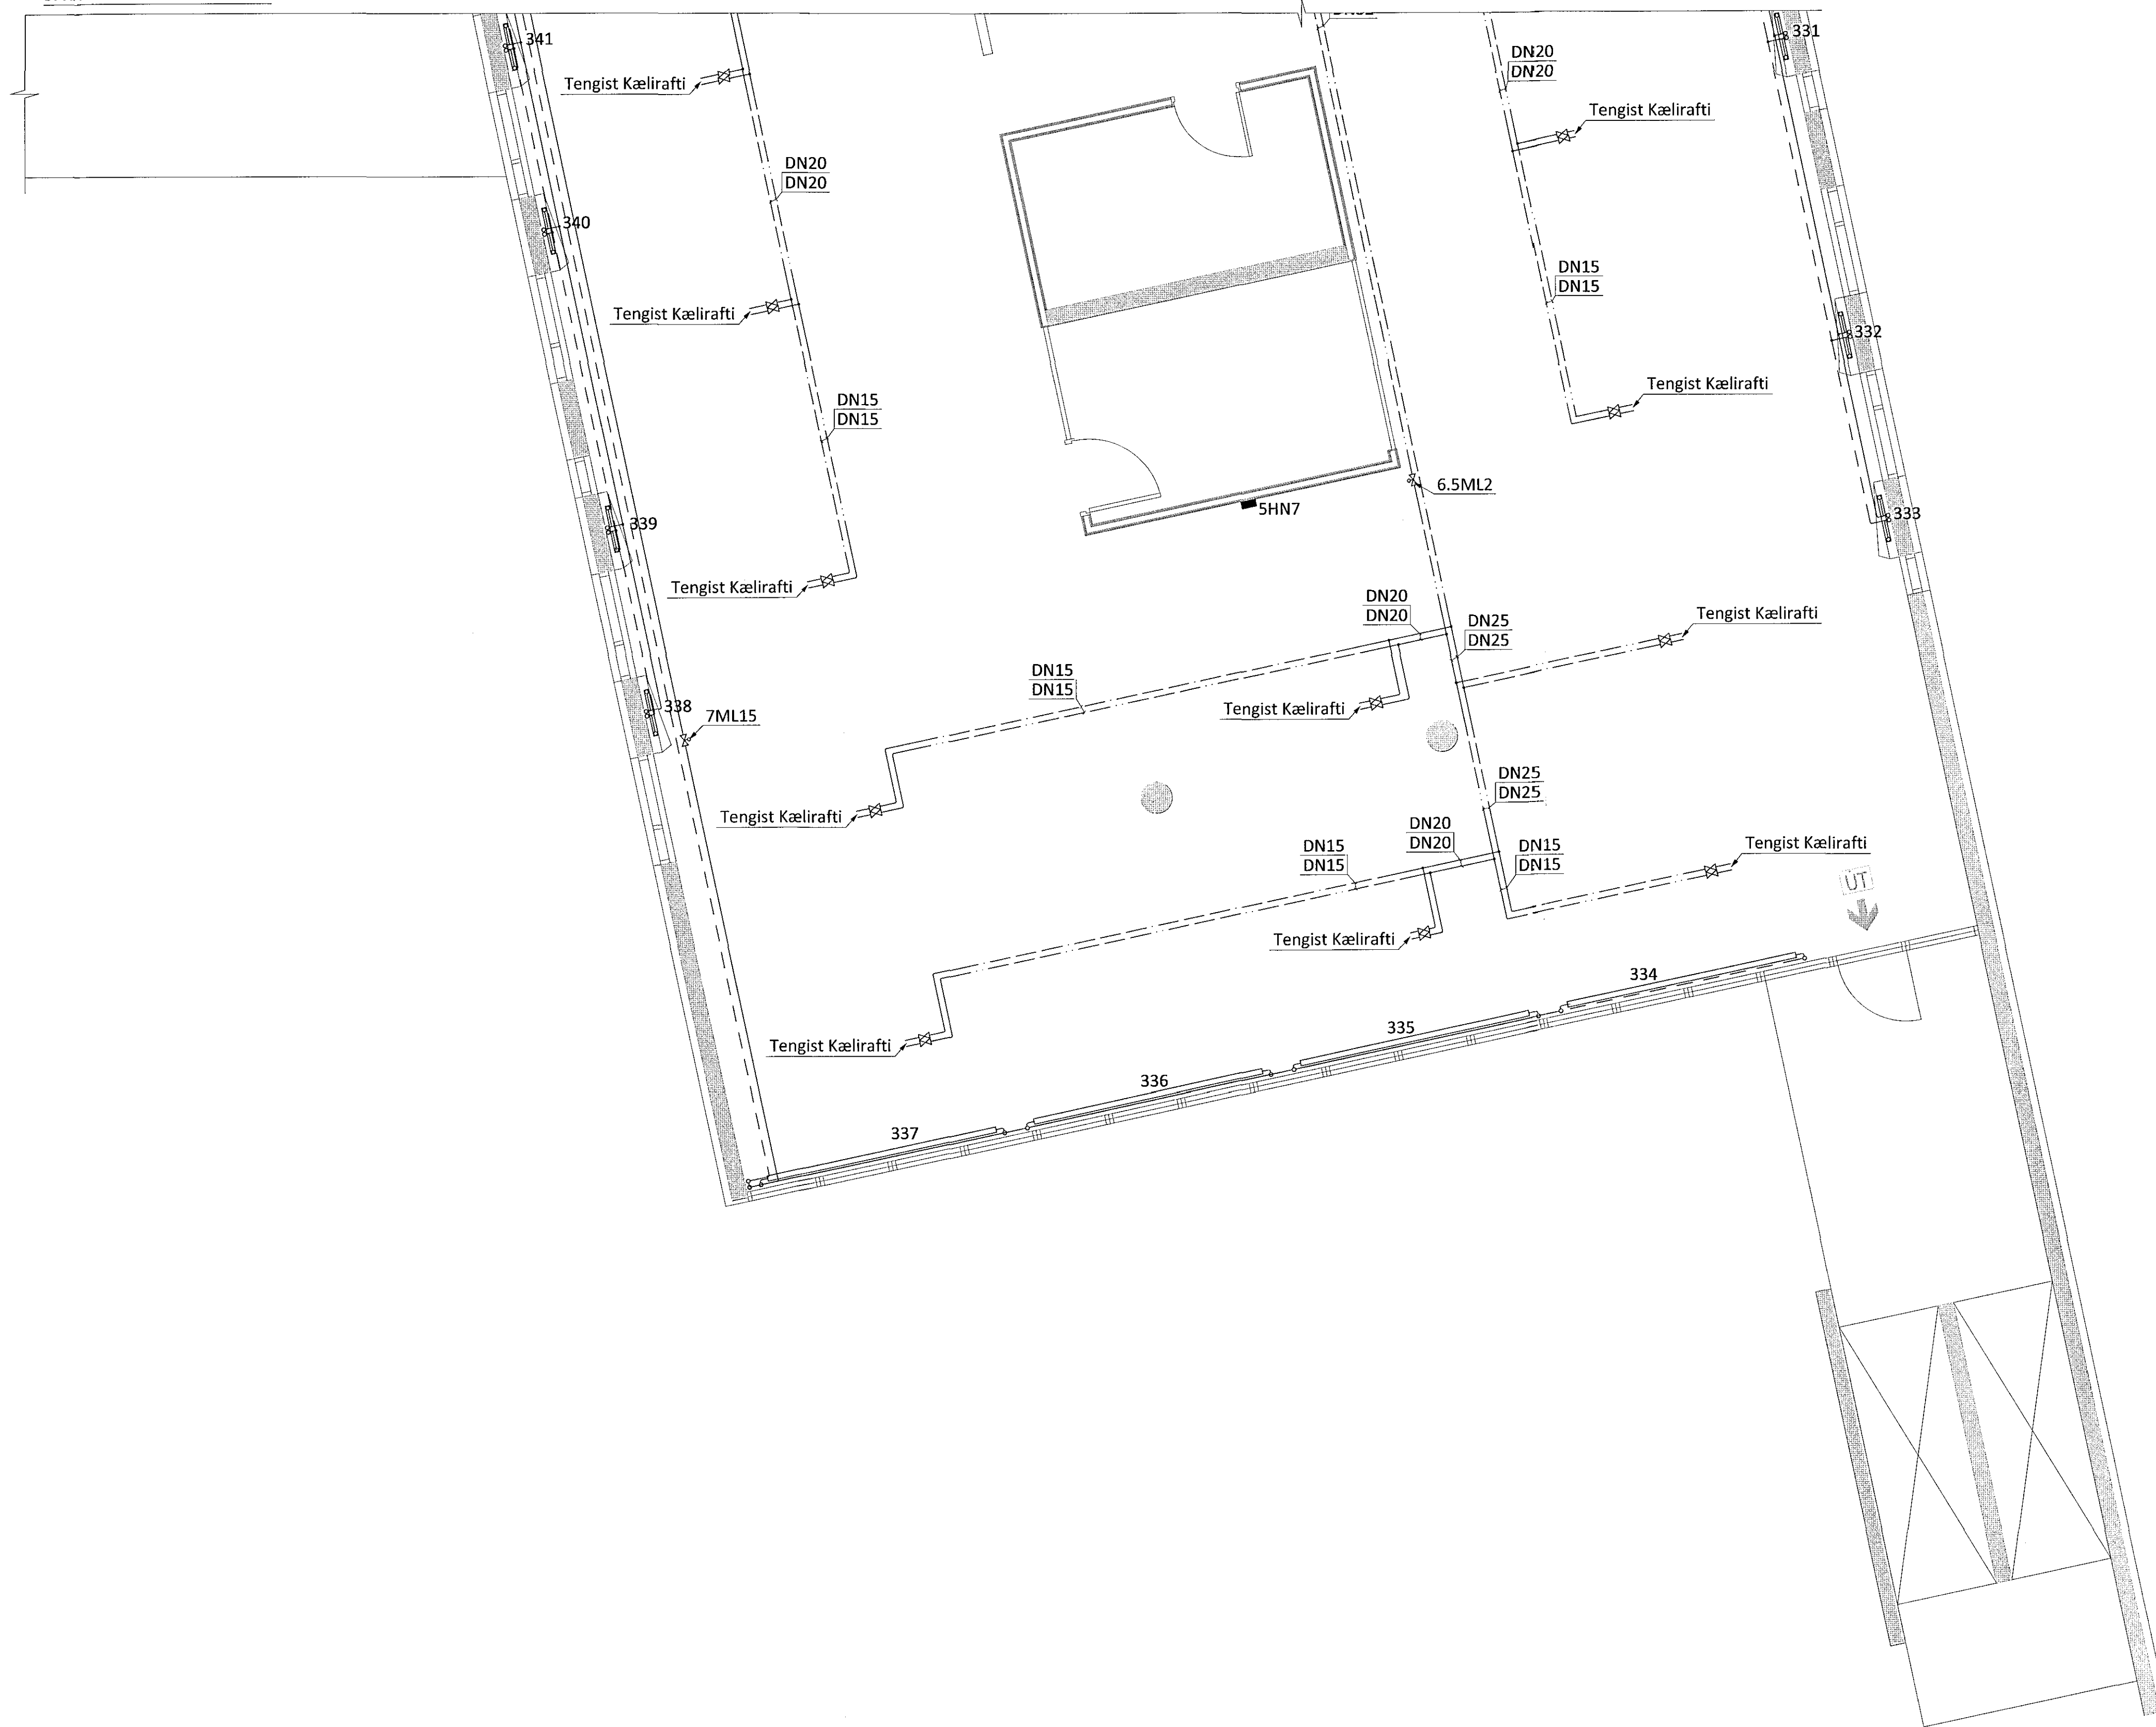 341
331
DN20
DN20
Tengist Kælirafti
Tengist Kælirafti
DN20
DN20
340
DN15
DN15
Tengist Kælirafti
332
Tengist Kælirafti
DN15
DN15
6.5ML2
5HN7
333
339
Tengist Kælirafti
DN20
DN20
Tengist Kælirafti
DN25
DN25
DN15
DN15
338
7ML15
Tengist Kælirafti
DN25
DN25
Tengist Kælirafti
DN20
DN20
DN15
DN15
DN15
DN15
Tengist Kælirafti
ÚT
Tengist Kælirafti
334
335
Tengist Kælirafti
336
337